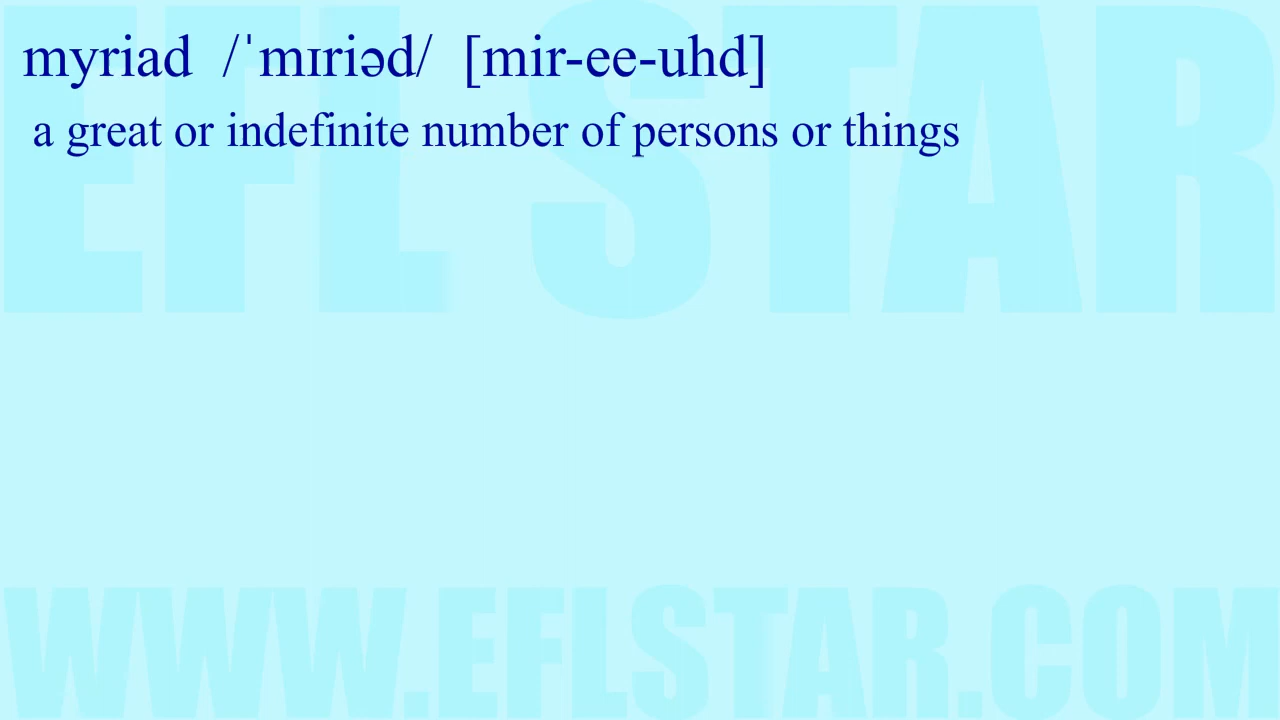 myriad /ˈmɪriəd/ [mir-ee-uhd]
a great or indefinite number of persons or things
EFL STAR
WWW.EFLSTAR.COM